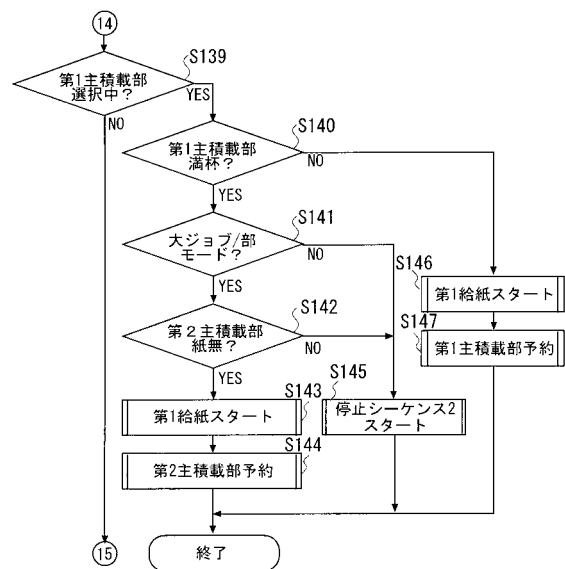 14
S139
第1主積載部
選択中？
YES
NO
S140
第1主積載部
満杯？
NO
YES
S141
大ジョブ/部
モード？
NO
YES
S146
第1給紙スタート
S142
第２主積載部
紙無？
NO
YES
S147
第1主積載部予約
S143
第1給紙スタート
S145
停止シーケンス2
スタート
S144
第2主積載部予約
15
終了